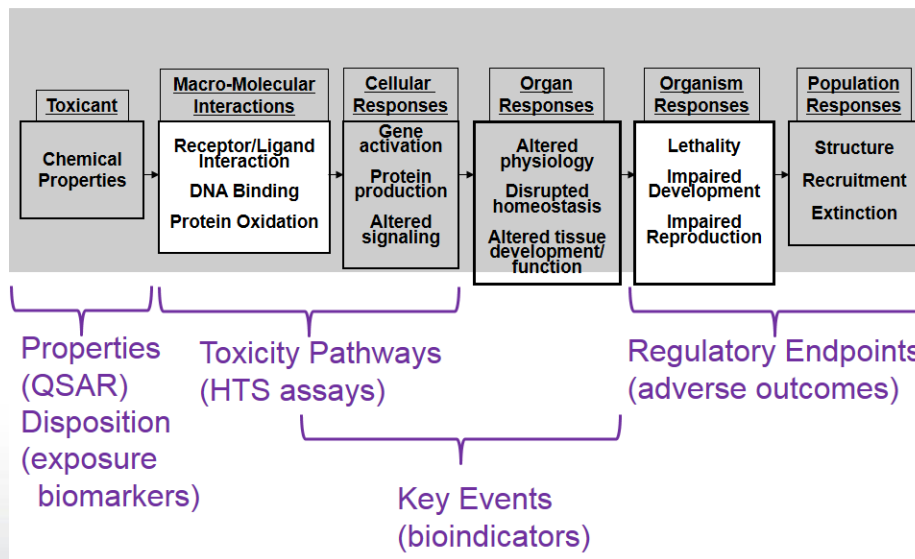 Toxicant
Chemical
Properties
Macro-Molecular
Interactions
Receptor/Ligand
Interaction
DNA Binding
Protein Oxidation
Cellular
Responses
Gene
activation
Protein
production
Altered
signaling
Organ
Responses
Altered
physiology
Disrupted
homeostasis
Altered tissue
development/
function
Organism
Responses
Lethality
Impaired
Development
Impaired
Reproduction
Population
Responses
Structure
Recruitment
Extinction
Properties
(QSAR)
Disposition
(exposure
biomarkers)
Toxicity Pathways
(HTS assays)
Key Events
(bioindicators)
Regulatory Endpoints
(adverse outcomes)